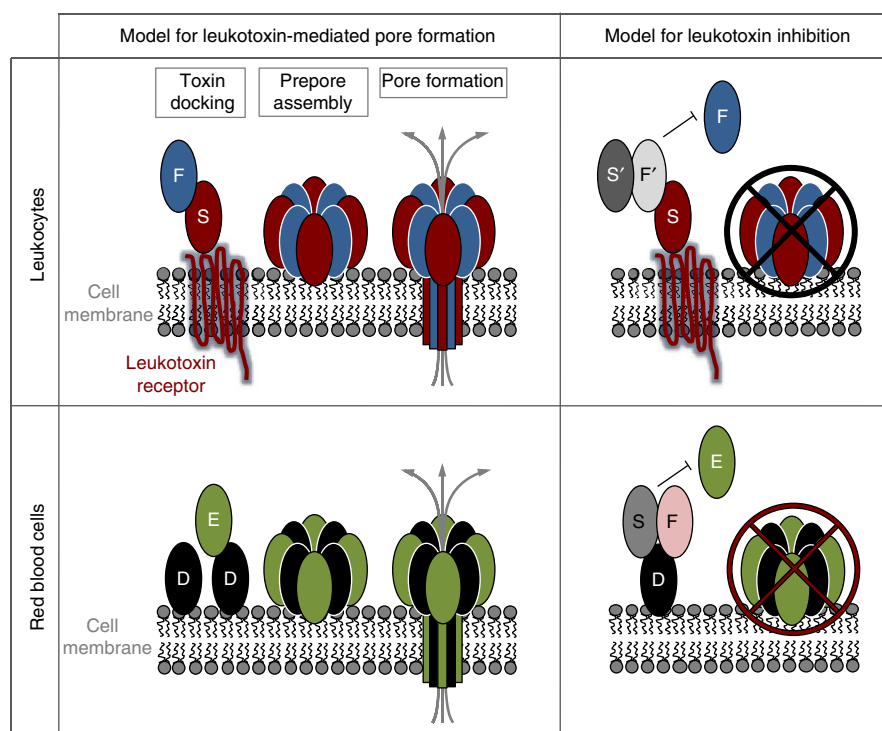 Model for leukotoxin-mediated pore formation
Model for leukotoxin inhibition
Leukocytes
Toxin
docking
Prepore
assembly
Pore formation
F
S
Cell
membrane
Leukotoxin
receptor
F
S′
F′
S
Red blood cells
E
D
D
Cell
membrane
E
S
F
D